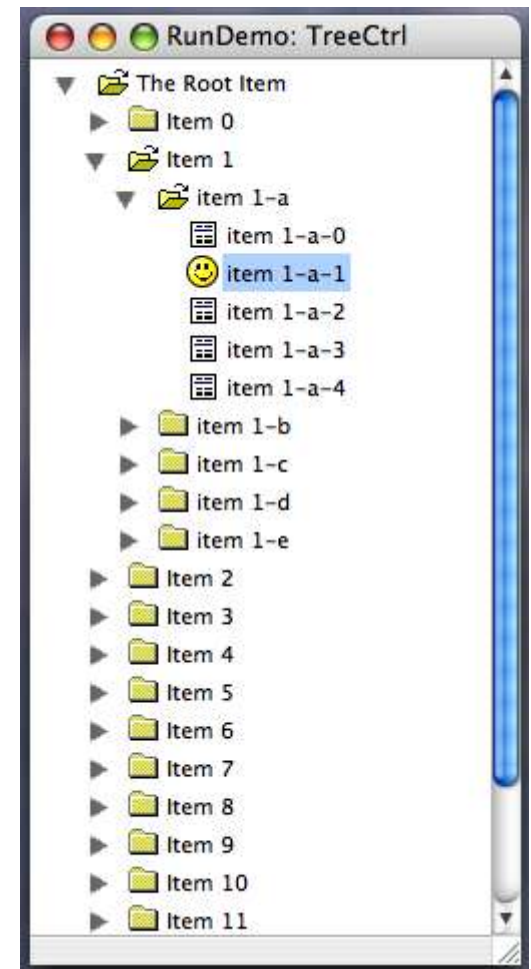 RunDemo: TreeCtrl
The Root Item
Item 0
Item 1
item 1-a
item 1-a-0
item 1-a-1
item 1-a-2
item 1-a-3
item 1-a-4
item 1-b
item 1-c
item 1-d
item 1-e
Item 2
Item 3
Item 4
Item 5
Item 6
Item 7
Item 8
Item 9
Item 10
Item 11